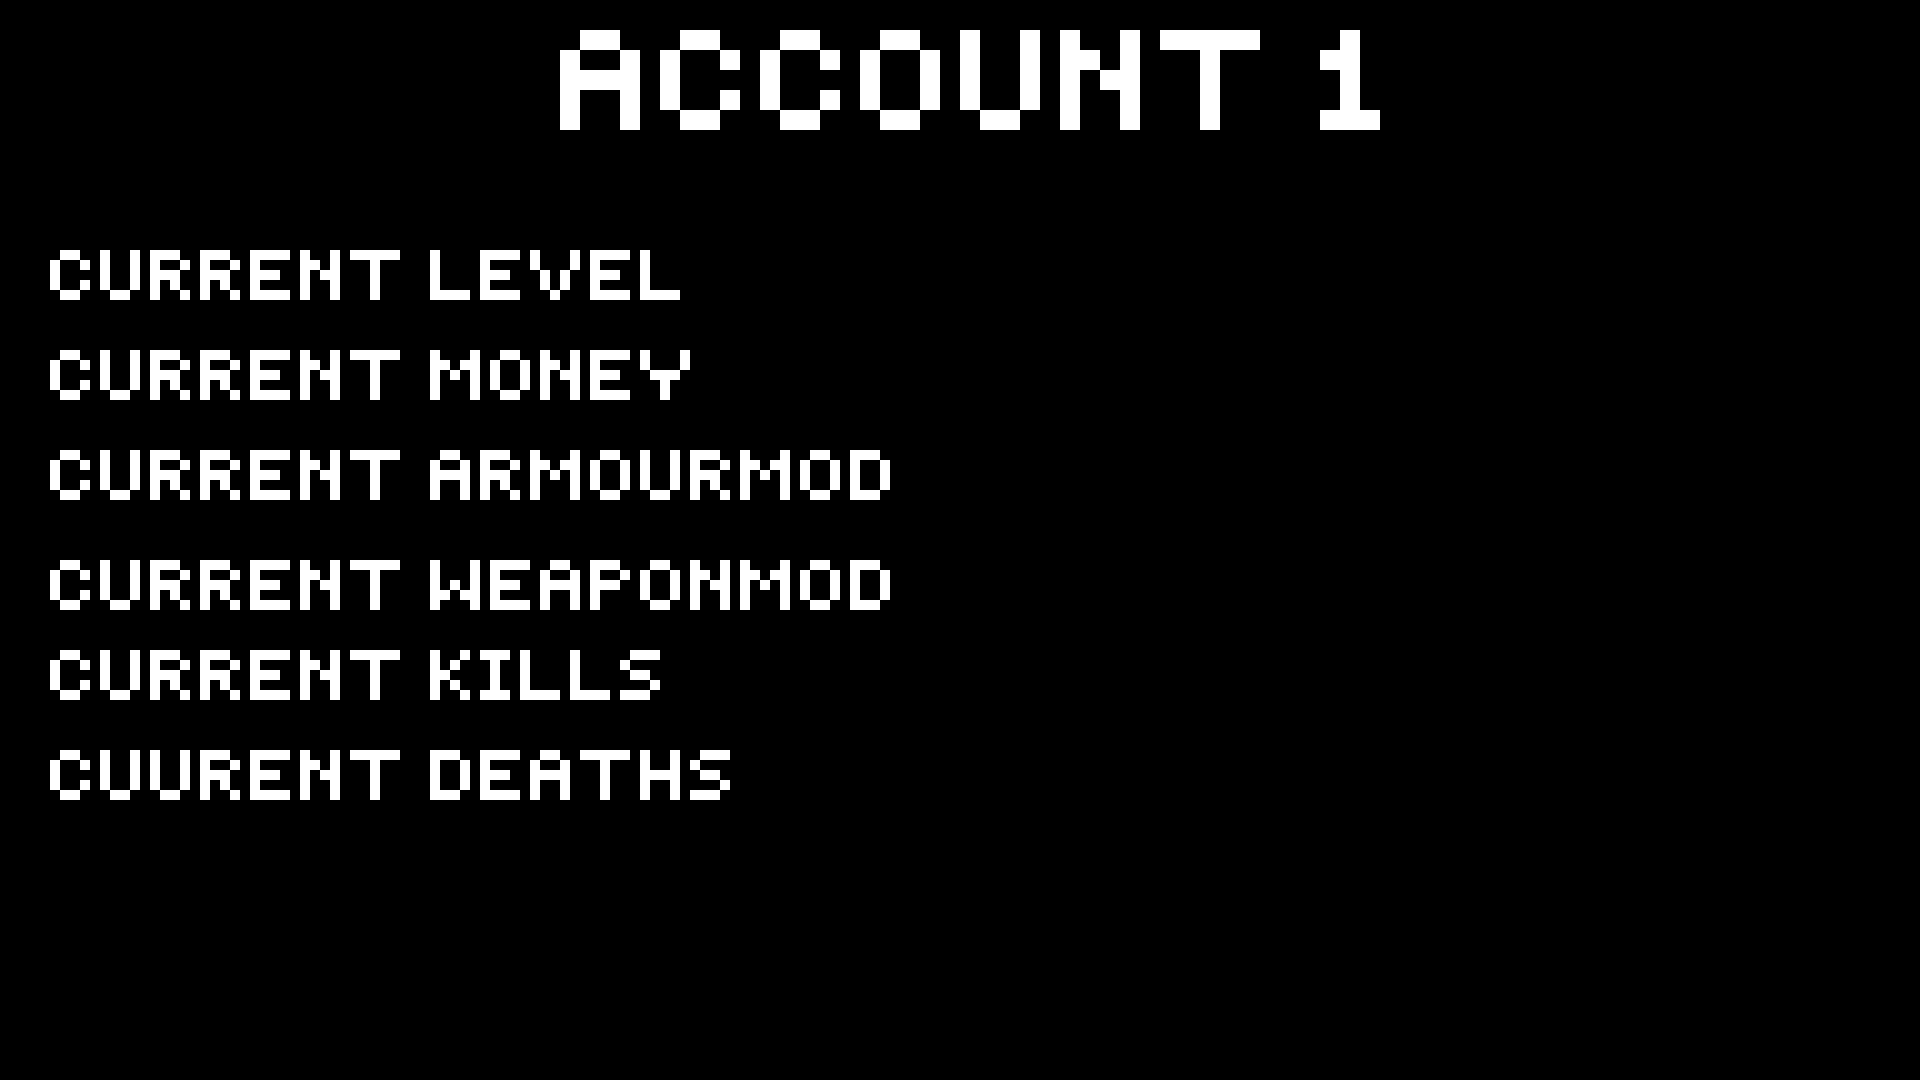 ACCOUNT 1
CURRENT LEVEL
CURRENT MONEY
CURRENT ARMOURMOD
CURRENT WEAPONMOD
CURRENT KILLS
CUURENT DEATHS